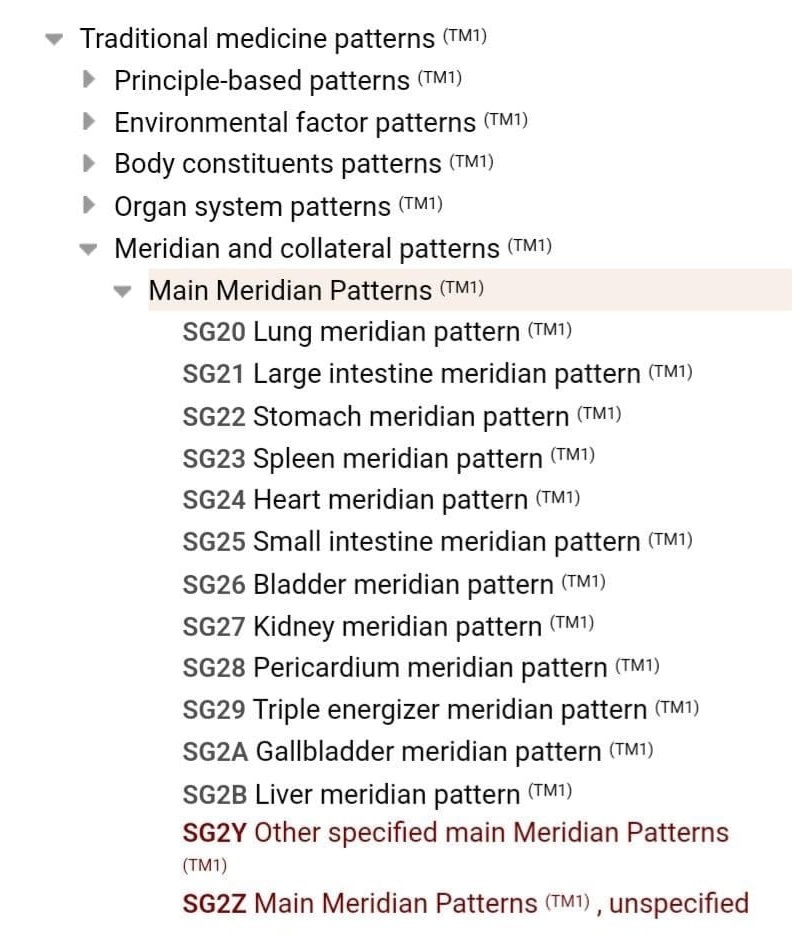 Traditional medicine patterns (TM1)
Principle-based patterns (TM1)
Environmental factor patterns (TM1)
Body constituents patterns (TM1)
Organ system patterns (TM1)
Meridian and collateral patterns (TM1)
Main Meridian Patterns (TM1)
SG20 Lung meridian pattern (TM1)
SG21 Large intestine meridian pattern (TM1)
SG22 Stomach meridian pattern (TM1)
SG23 Spleen meridian pattern (TM1)
SG24 Heart meridian pattern (TM1)
SG25 Small intestine meridian pattern (TM1)
SG26 Bladder meridian pattern (TM1)
SG27 Kidney meridian pattern (TM1)
SG28 Pericardium meridian pattern (TM1)
SG29 Triple energizer meridian pattern (TM1)
SG2A Gallbladder meridian pattern (TM1)
SG2B Liver meridian pattern (TM1)
SG2Y Other specified main Meridian Patterns
(TM1)
SG2Z Main Meridian Patterns (TM1) , unspecified